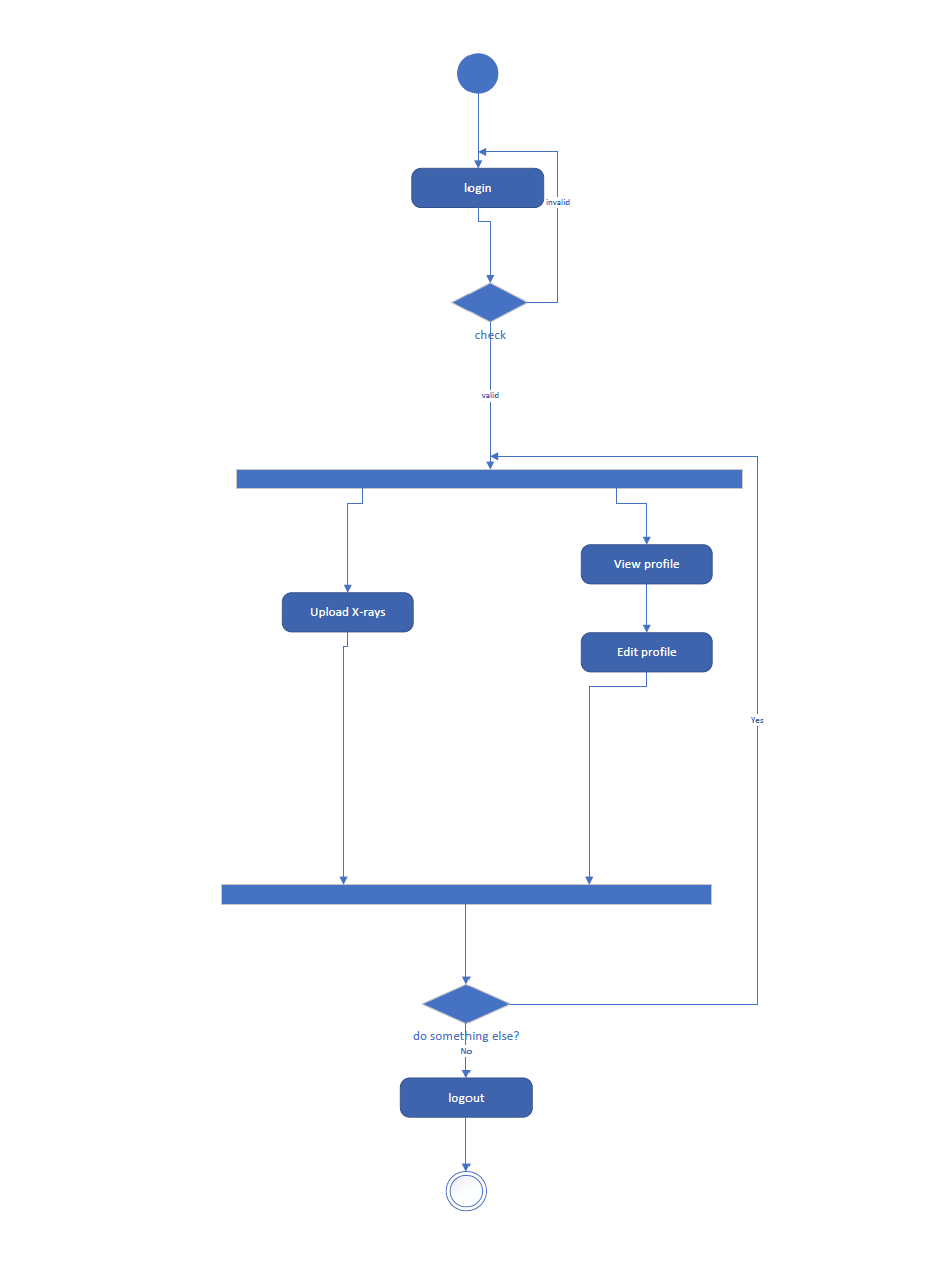 login
invalid
check
valid
View profile
Upload X-rays
Edit profile
Yes
do something else?
No
logout